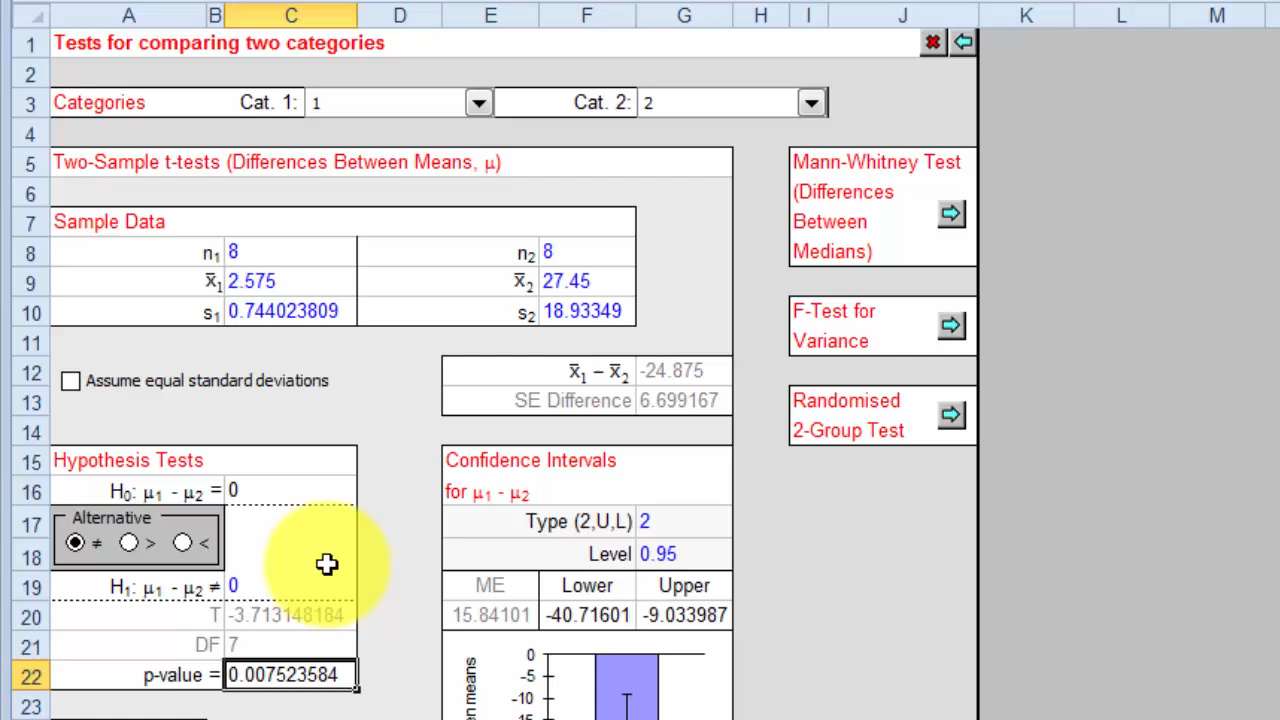 A B C D E F G H I J K L M
1 Tests for comparing two categories
2
3 Categories Cat. 1: 1 Cat. 2: 2
4
5 Two-Sample t-tests (Differences Between Means, μ)
6
7 Sample Data
8 n₁ 8 n₂ 8
9 x̄₁ 2.575 x̄₂ 27.45
10 s₁ 0.744023809 s₂ 18.93349
11
12 x̄₁ − x̄₂ -24.875
Assume equal standard deviations
13 SE Difference 6.699167
14
15 Hypothesis Tests Confidence Intervals
16 H₀: μ₁ - μ₂ = 0 for μ₁ - μ₂
17 Alternative Type (2,U,L) 2
18 ≠ > < Level 0.95
19 H₁: μ₁ - μ₂ ≠ 0 ME Lower Upper
20 T -3.713148184 15.84101 -40.71601 -9.033987
21 DF 7
22 p-value = 0.007523584
23
Mann-Whitney Test
(Differences
Between
Medians)
F-Test for
Variance
Randomised
2-Group Test
0
-5
-10
en means